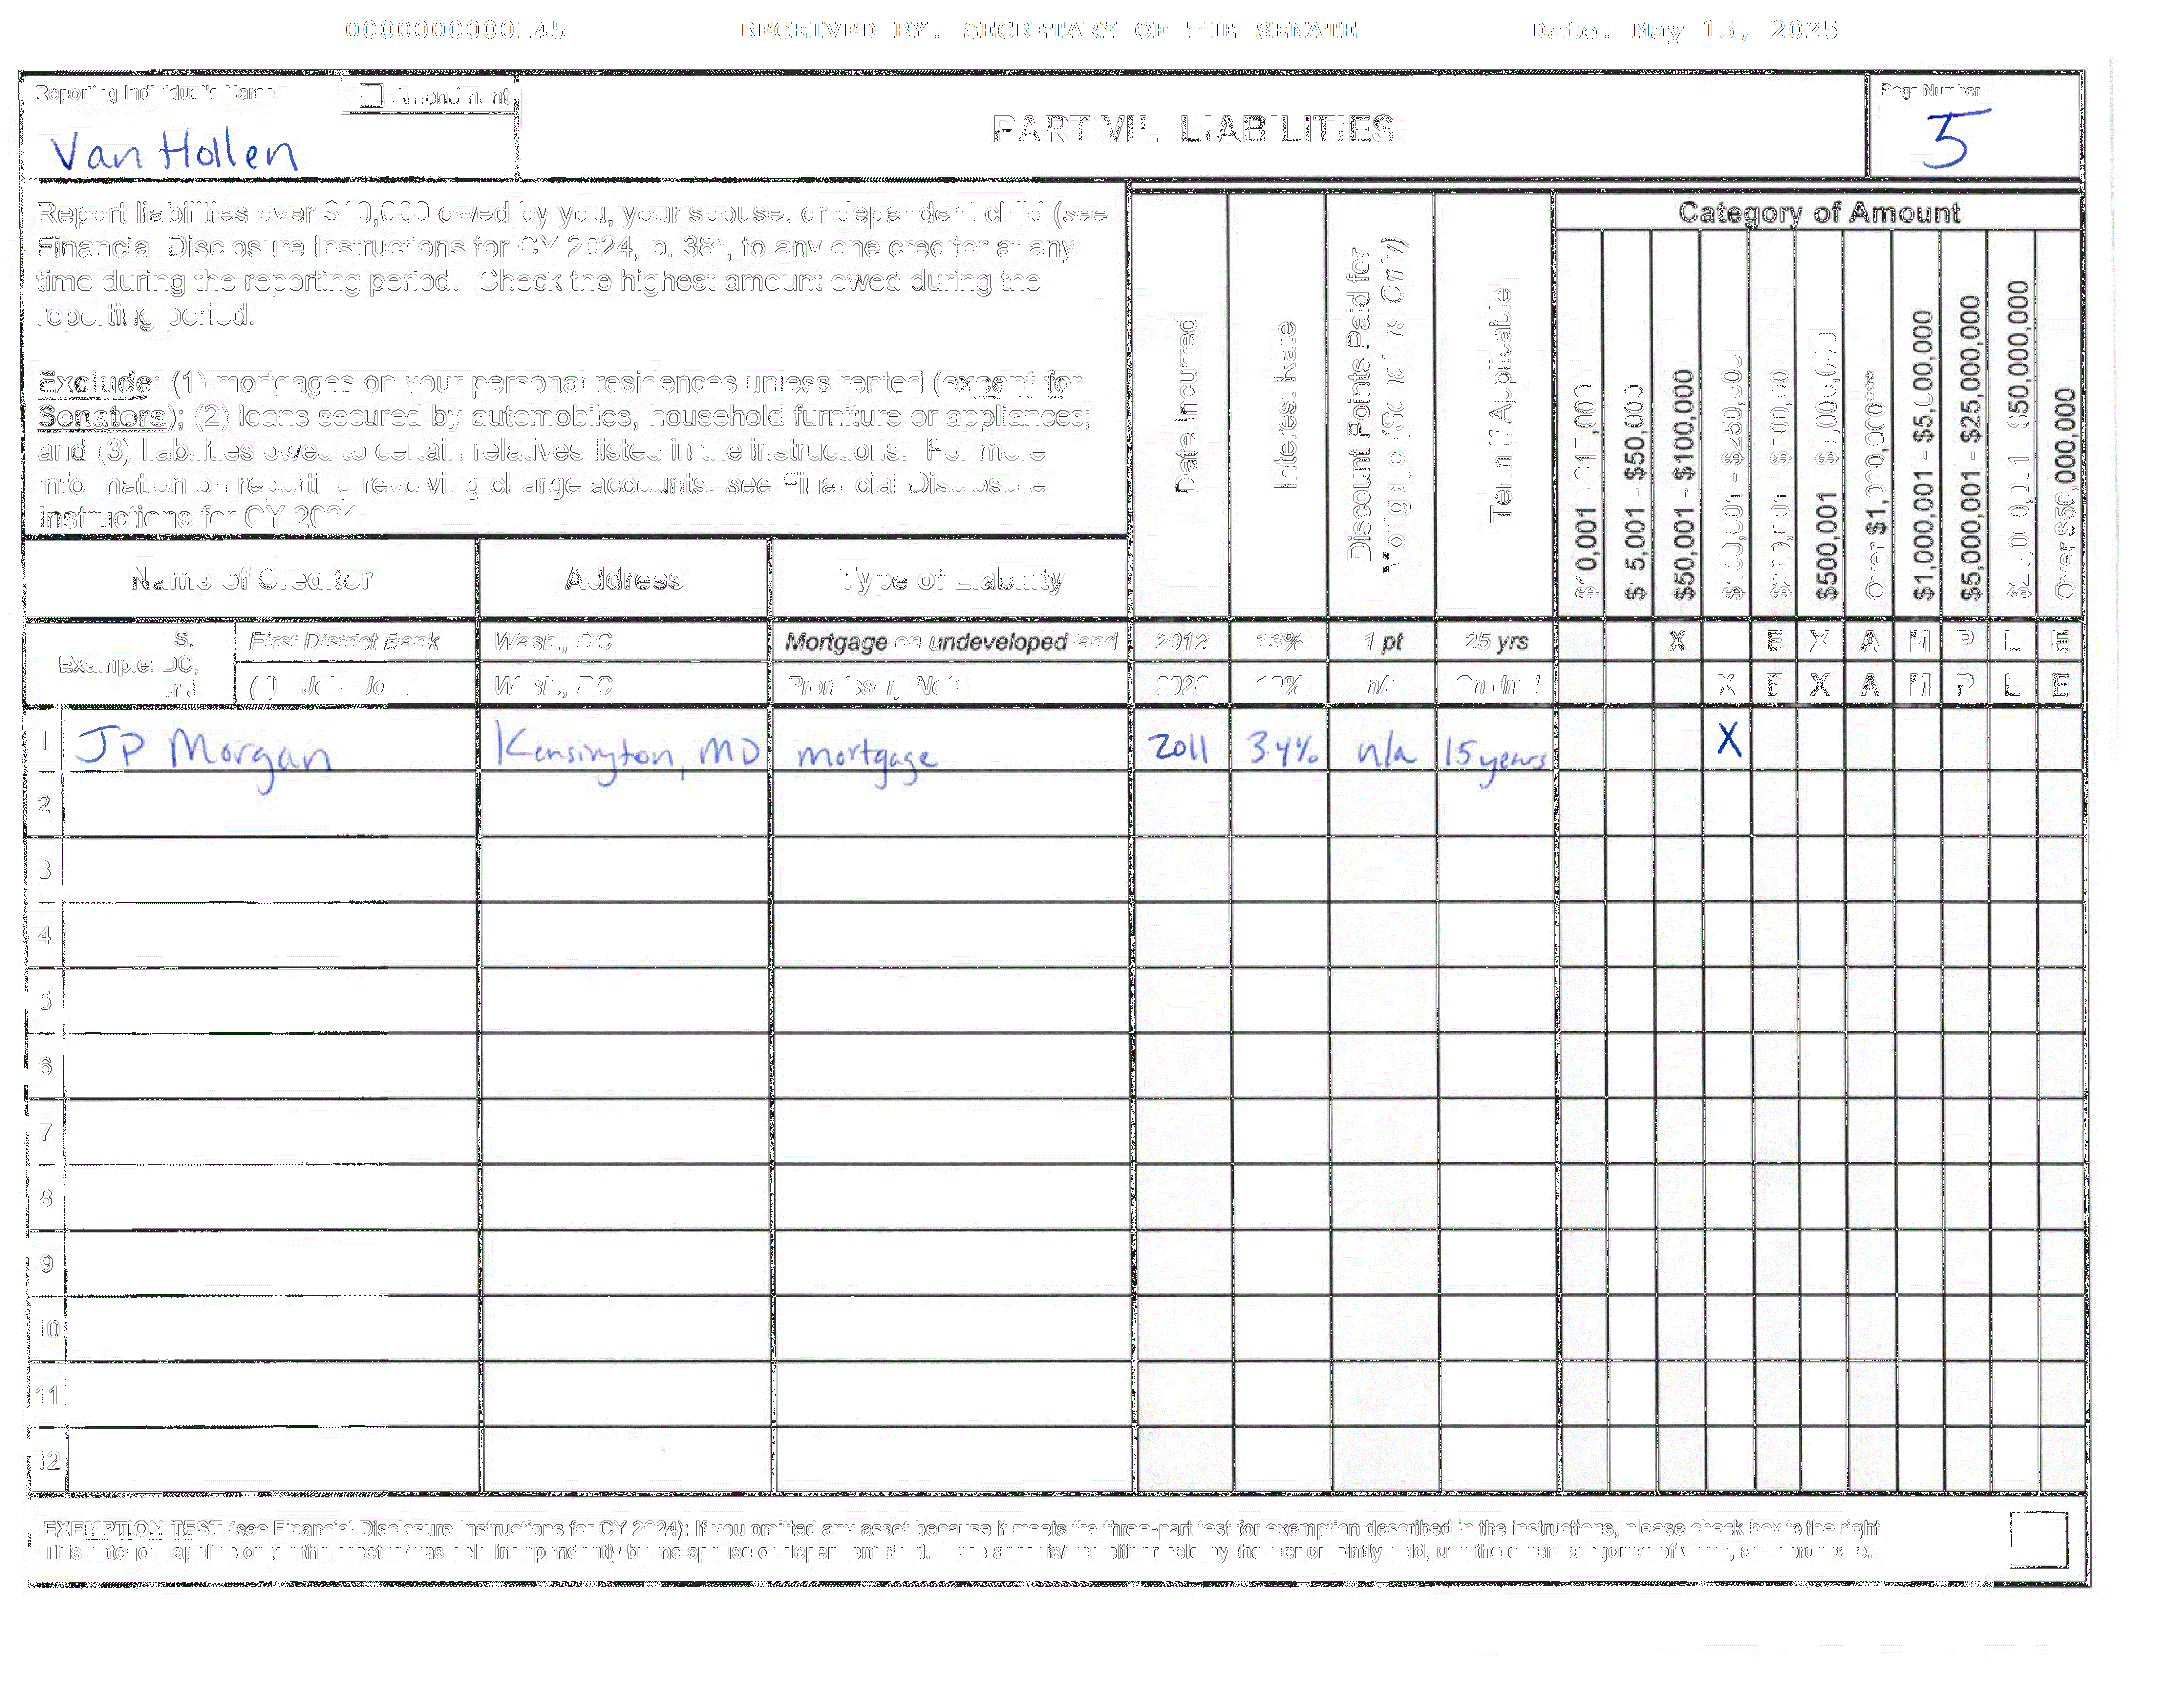 0000000000145 RECEIVED BY: SECRETARY OF THE SENATE Date: May 15, 2025
Reporting Individual's Name Amendment
Van Hollen
PART VII. LIABILITIES
Page Number
5
Report liabilities over $10,000 owed by you, your spouse, or dependent child (see
Financial Disclosure Instructions for CY 2024, p. 38), to any one creditor at any
time during the reporting period. Check the highest amount owed during the
reporting period.
Exclude: (1) mortgages on your personal residences unless rented (except for
Senators); (2) loans secured by automobiles, household furniture or appliances;
and (3) liabilities owed to certain relatives listed in the instructions. For more
information on reporting revolving charge accounts, see Financial Disclosure
Instructions for CY 2024.
Name of Creditor Address Type of Liability
Date Incurred
Interest Rate
Discount Points Paid for
Mortgage (Senators Only)
Term if Applicable
Category of Amount
$10,001 - $15,000
$15,001 - $50,000
$50,001 - $100,000
$100,001 - $250,000
$250,001 - $500,000
$500,001 - $1,000,000
Over $1,000,000***
$1,000,001 - $5,000,000
$5,000,001 - $25,000,000
$25,000,001 - $50,000,000
Over $50,000,000
Example: S,
DC,
or J
First District Bank Wash., DC Mortgage on undeveloped land 2012 13% 1 pt 25 yrs X E X A M P L E
(J) John Jones Wash., DC Promissory Note 2020 10% n/a On dmd X E X A M P L E
1 JP Morgan Kensington, MD mortgage 2011 3.4% n/a 15 years X
2
3
4
5
6
7
8
9
10
11
12
EXEMPTION TEST (see Financial Disclosure Instructions for CY 2024): If you omitted any asset because it meets the three-part test for exemption described in the instructions, please check box to the right.
This category applies only if the asset is/was held independently by the spouse or dependent child. If the asset is/was either held by the filer or jointly held, use the other categories of value, as appropriate.